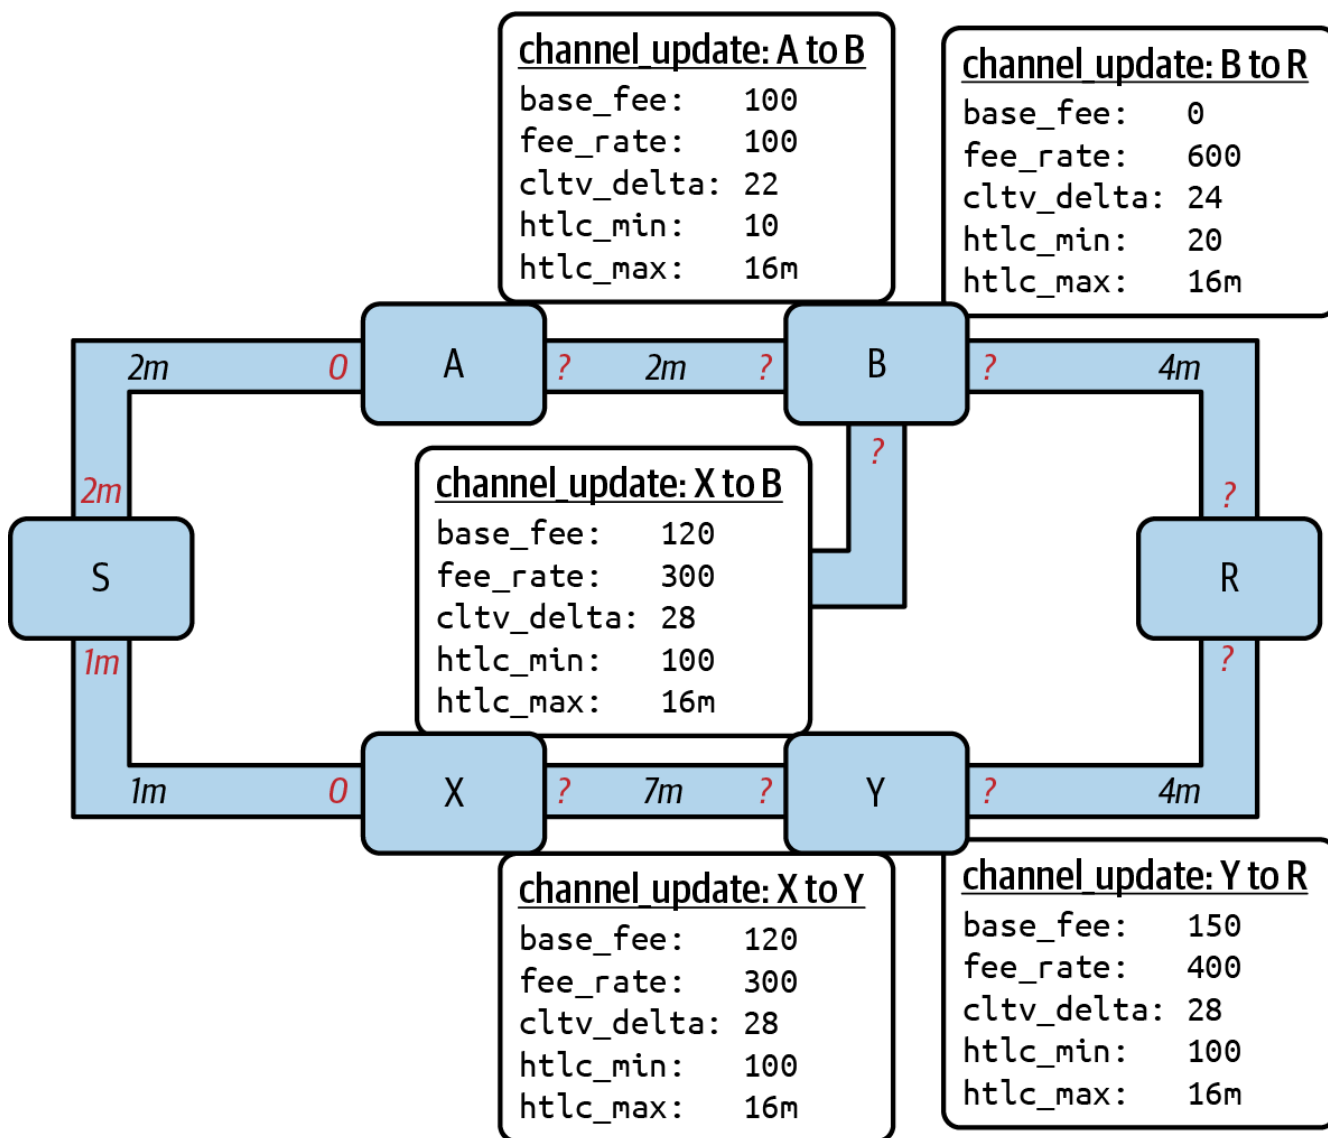 channel_update: A to B
base_fee: 100
fee_rate: 100
cltv_delta: 22
htlc_min: 10
htlc_max: 16m
channel_update: B to R
base_fee: 0
fee_rate: 600
cltv_delta: 24
htlc_min: 20
htlc_max: 16m
2m 0 A ? 2m ? B ? 4m
?
channel_update: X to B
base_fee: 120
fee_rate: 300
cltv_delta: 28
htlc_min: 100
htlc_max: 16m
2m
?
S
R
1m
?
1m 0 X ? 7m ? Y ? 4m
channel_update: X to Y
base_fee: 120
fee_rate: 300
cltv_delta: 28
htlc_min: 100
htlc_max: 16m
channel_update: Y to R
base_fee: 150
fee_rate: 400
cltv_delta: 28
htlc_min: 100
htlc_max: 16m